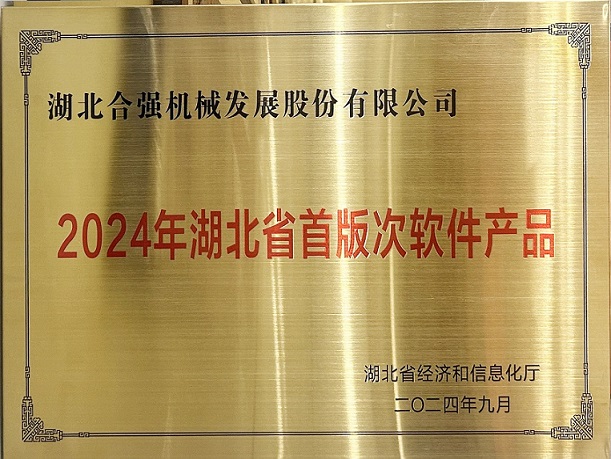 湖北合强机械发展股份有限公司
2024年湖北省首版次软件产品
湖北省经济和信息化厅
二〇二四年九月